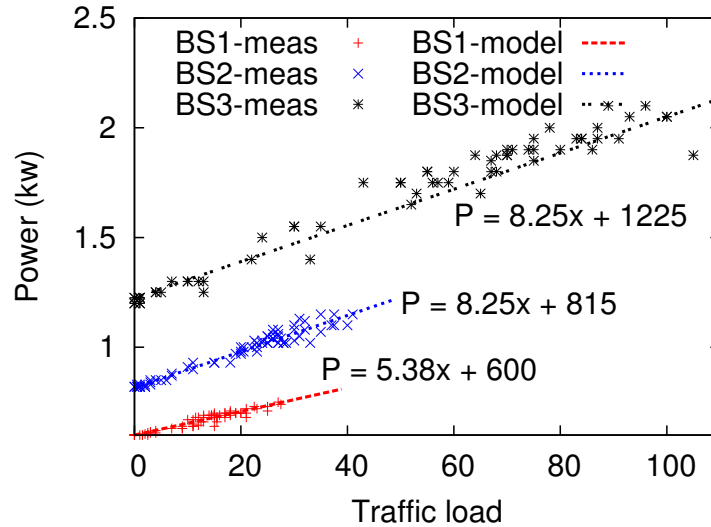 2.5
BS1-meas BS1-model
BS2-meas BS2-model
BS3-meas BS3-model
2
Power (kw)
P = 8.25x + 1225
1.5
P = 8.25x + 815
1
P = 5.38x + 600
0 20 40 60 80 100
Traffic load